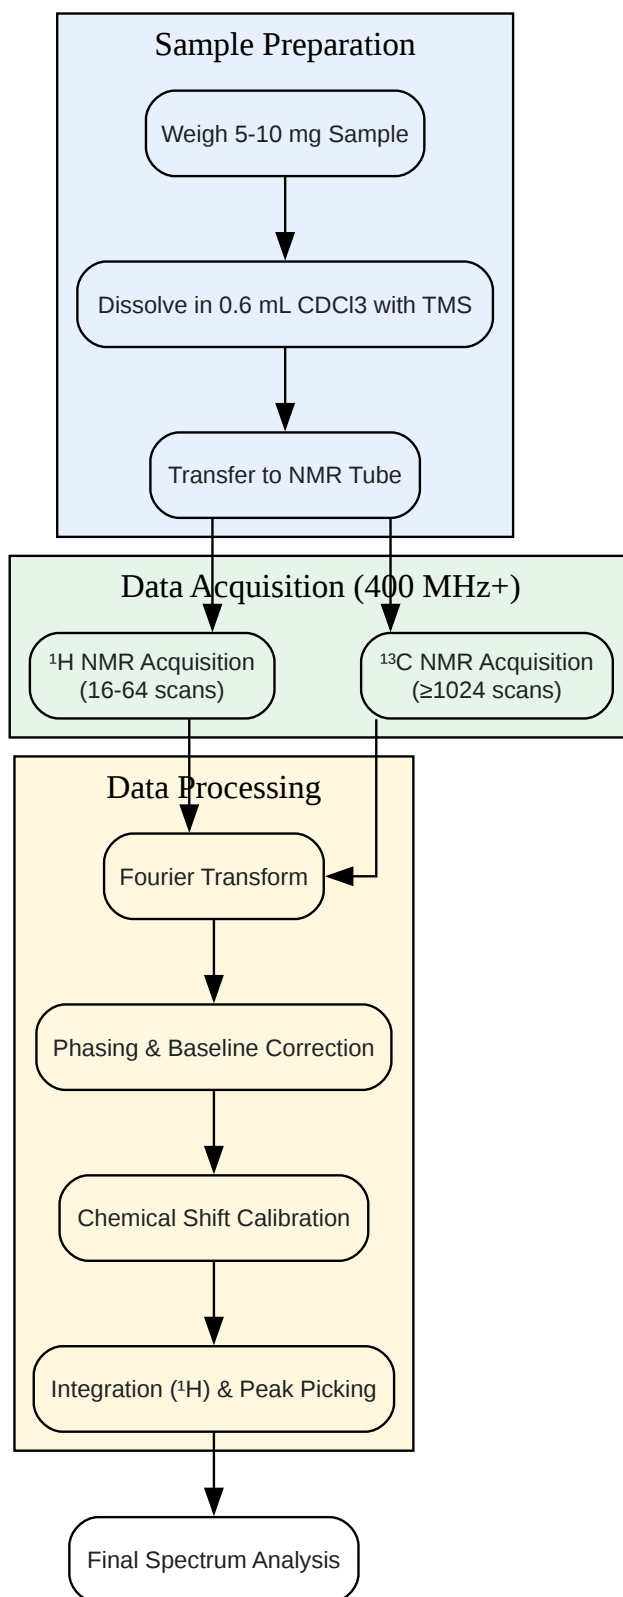 Sample Preparation
Weigh 5-10 mg Sample
Dissolve in 0.6 mL CDCl3 with TMS
Transfer to NMR Tube
Data Acquisition (400 MHz+)
¹H NMR Acquisition
(16-64 scans)
¹³C NMR Acquisition
(≥1024 scans)
Data Processing
Fourier Transform
Phasing & Baseline Correction
Chemical Shift Calibration
Integration (¹H) & Peak Picking
Final Spectrum Analysis